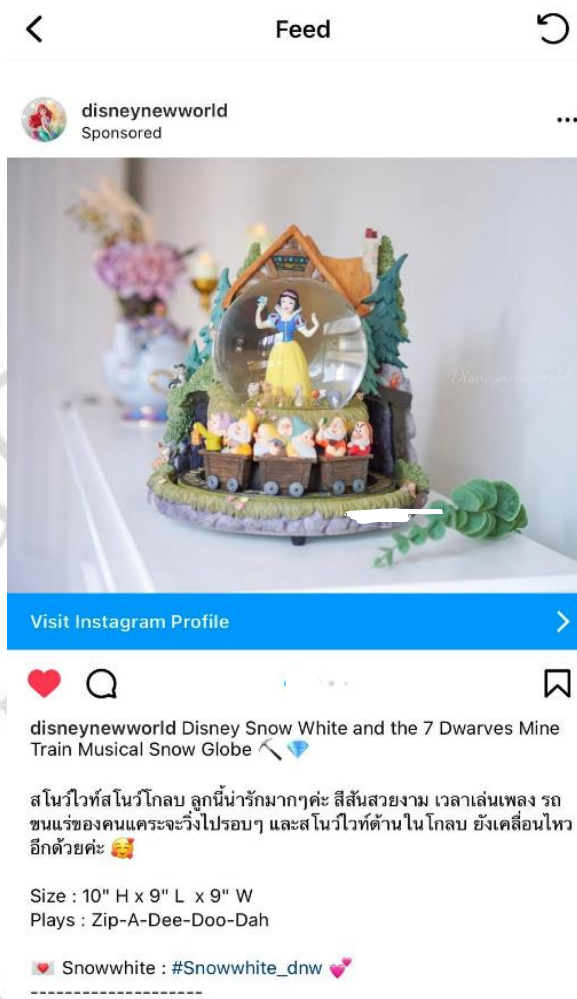 Feed
disneynewworld
Sponsored
Disneynewworld
Visit Instagram Profile
disneynewworld Disney Snow White and the 7 Dwarves Mine
Train Musical Snow Globe ⛏️💎
สโนว์ไวท์สโนว์โกลบ ลูกนี้น่ารักมากๆค่ะ สีสันสวยงาม เวลาเล่นเพลง รถ
ขนแร่ของคนแคระจะวิ่งไปรอบๆ และสโนว์ไวท์ด้านในโกลบ ยังเคลื่อนไหว
อีกด้วยค่ะ 🥰
Size : 10" H x 9" L  x 9" W
Plays : Zip-A-Dee-Doo-Dah
💌 Snowwhite : #Snowwhite_dnw 💕
--------------------